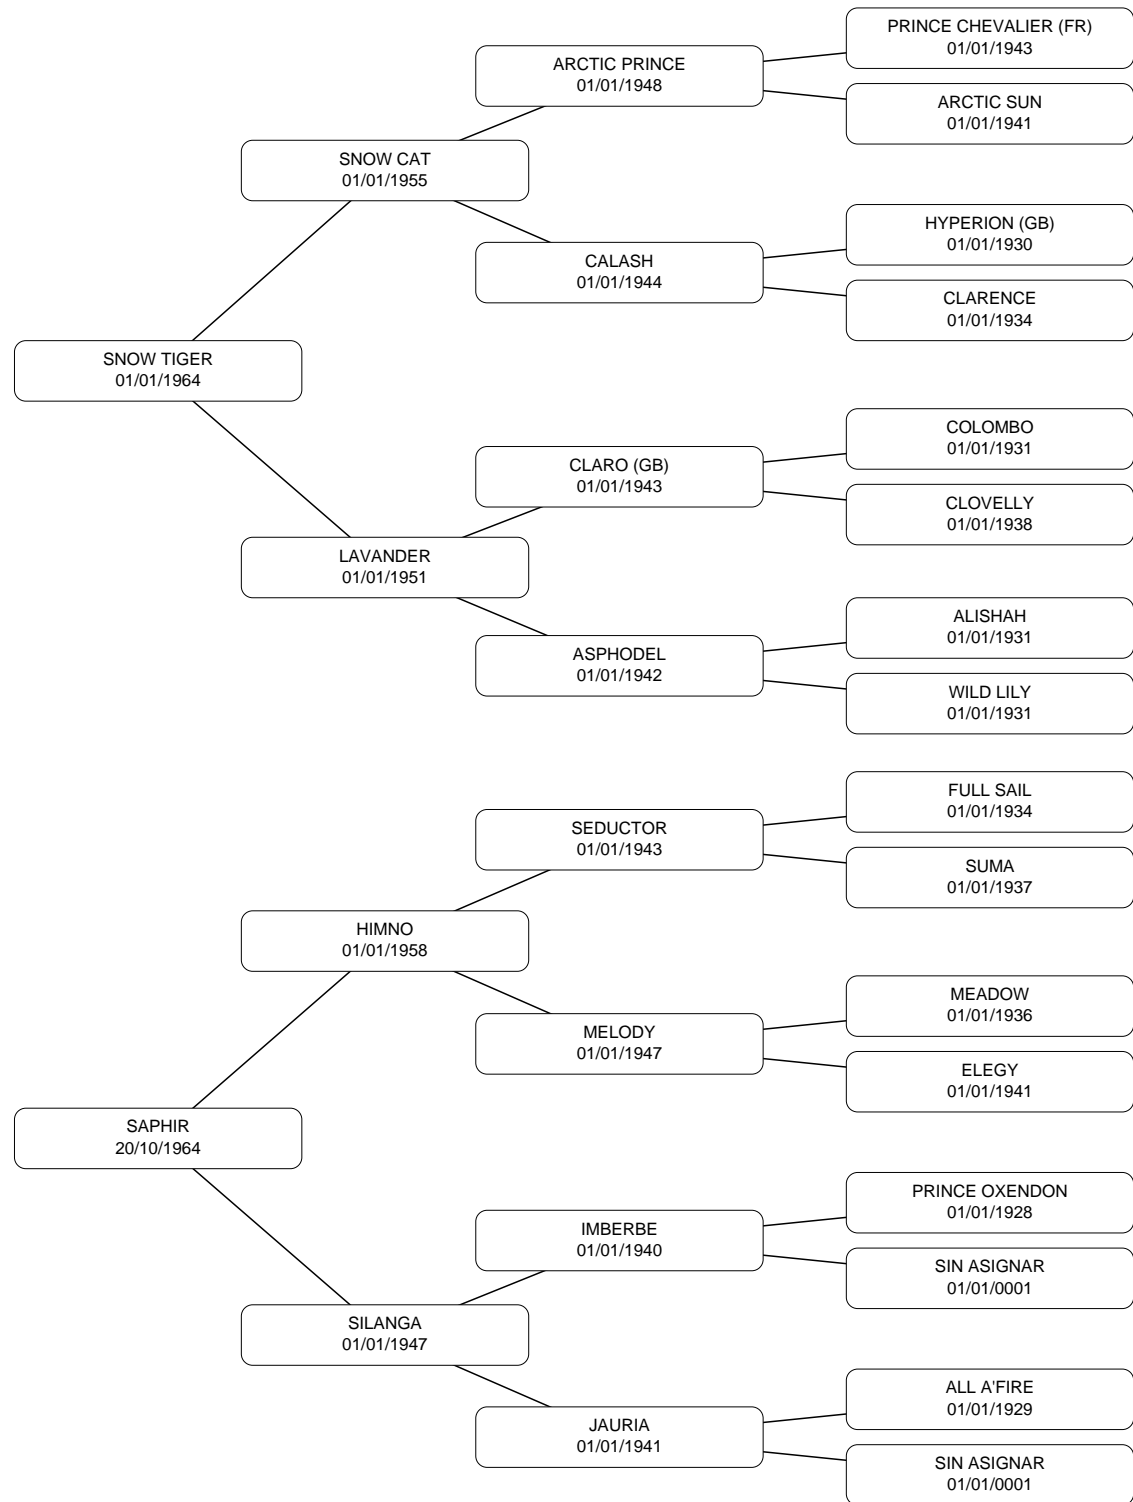 PRINCE CHEVALIER (FR)
01/01/1943
ARCTIC PRINCE
01/01/1948
ARCTIC SUN
01/01/1941
SNOW CAT
01/01/1955
HYPERION (GB)
01/01/1930
CALASH
01/01/1944
CLARENCE
01/01/1934
SNOW TIGER
01/01/1964
COLOMBO
01/01/1931
CLARO (GB)
01/01/1943
CLOVELLY
01/01/1938
LAVANDER
01/01/1951
ALISHAH
01/01/1931
ASPHODEL
01/01/1942
WILD LILY
01/01/1931
FULL SAIL
01/01/1934
SEDUCTOR
01/01/1943
SUMA
01/01/1937
HIMNO
01/01/1958
MEADOW
01/01/1936
MELODY
01/01/1947
ELEGY
01/01/1941
SAPHIR
20/10/1964
PRINCE OXENDON
01/01/1928
IMBERBE
01/01/1940
SIN ASIGNAR
01/01/0001
SILANGA
01/01/1947
ALL A'FIRE
01/01/1929
JAURIA
01/01/1941
SIN ASIGNAR
01/01/0001